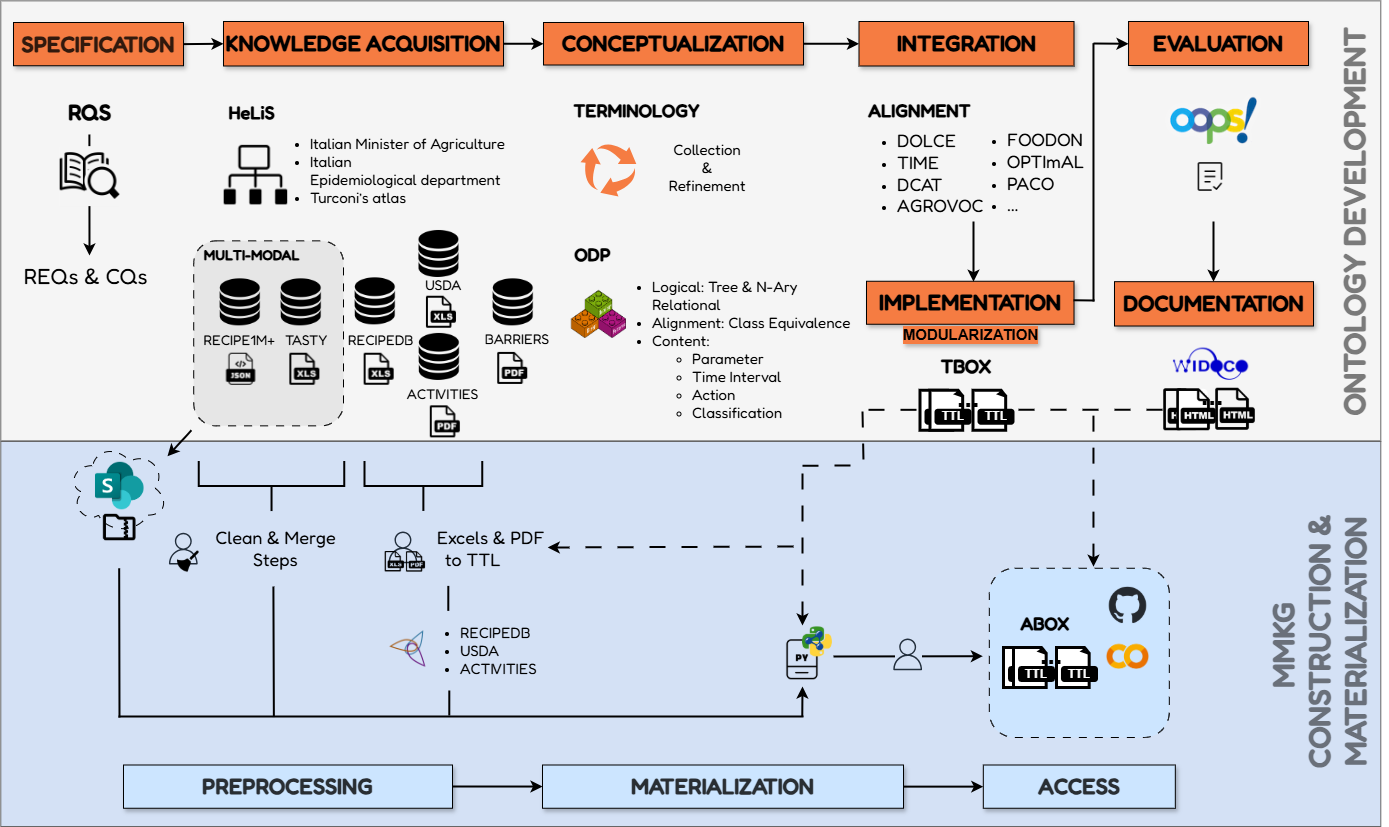 SPECIFICATION
KNOWLEDGE ACQUISITION
CONCEPTUALIZATION
INTEGRATION
EVALUATION
ONTOLOGY DEVELOPMENT
RQS
REQs & CQs
HeLiS
• Italian Minister of Agriculture
• Italian
Epidemiological department
• Turconi's atlas
MULTI-MODAL
RECIPE1M+
</>
JSON
TASTY
XLS
RECIPEDB
XLS
USDA
XLS
ACTIVITIES
PDF
BARRIERS
PDF
TERMINOLOGY
Collection
&
Refinement
ODP
• Logical: Tree & N-Ary
Relational
• Alignment: Class Equivalence
• Content:
◦ Parameter
◦ Time Interval
◦ Action
◦ Classification
ALIGNMENT
• DOLCE
• TIME
• DCAT
• AGROVOC
• FOODON
• OPTImAL
• PACO
• ...
IMPLEMENTATION
MODULARIZATION
TBOX
TTL
..
TTL
oops!
DOCUMENTATION
WIDOCO
H
HTML
..
HTML
S
Clean & Merge
Steps
XLS
PDF
Excels & PDF
to TTL
• RECIPEDB
• USDA
• ACTIVITIES
PY
ABOX
TTL
..
TTL
MMKG
CONSTRUCTION &
MATERIALIZATION
PREPROCESSING
MATERIALIZATION
ACCESS